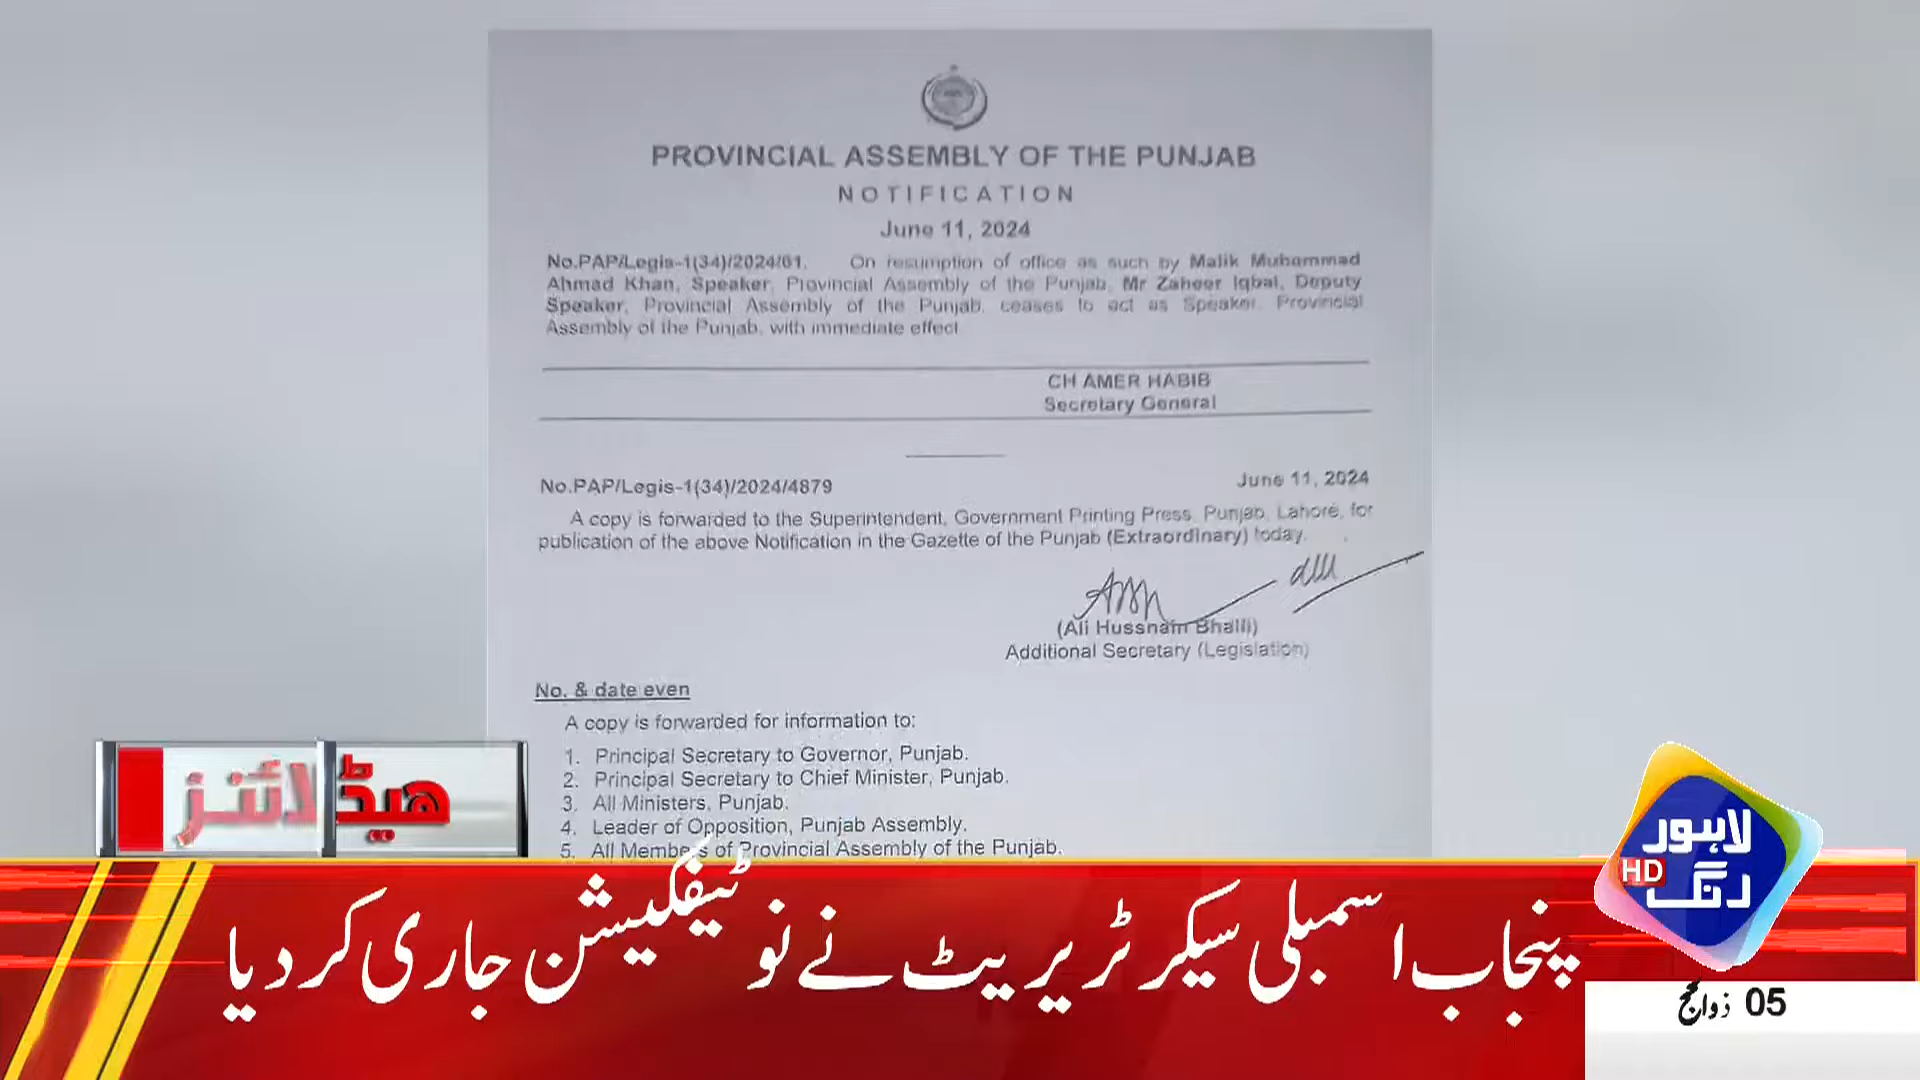 PROVINCIAL ASSEMBLY OF THE PUNJAB
NOTIFICATION
June 11, 2024
No.PAP/Legis-1(34)/2024/61. On resumption of office as such by Malik Muhammad
Ahmad Khan, Speaker, Provincial Assembly of the Punjab, Mr Zaheer Iqbal, Deputy
Speaker, Provincial Assembly of the Punjab, ceases to act as Speaker, Provincial
Assembly of the Punjab, with immediate effect.
CH AMER HABIB
Secretary General
No.PAP/Legis-1(34)/2024/4879 June 11, 2024
A copy is forwarded to the Superintendent, Government Printing Press, Punjab, Lahore, for
publication of the above Notification in the Gazette of the Punjab (Extraordinary) today.
(Ali Hussnain Bhalli)
Additional Secretary (Legislation)
No. & date even
A copy is forwarded for information to:
1. Principal Secretary to Governor, Punjab.
2. Principal Secretary to Chief Minister, Punjab.
3. All Ministers, Punjab.
4. Leader of Opposition, Punjab Assembly.
5. All Members of Provincial Assembly of the Punjab.
ہیڈلائنز
لاہور
رنگ
HD
پنجاب اسمبلی سیکرٹریریٹ نے نوٹیفکیشن جاری کردیا
05 ذوالحج